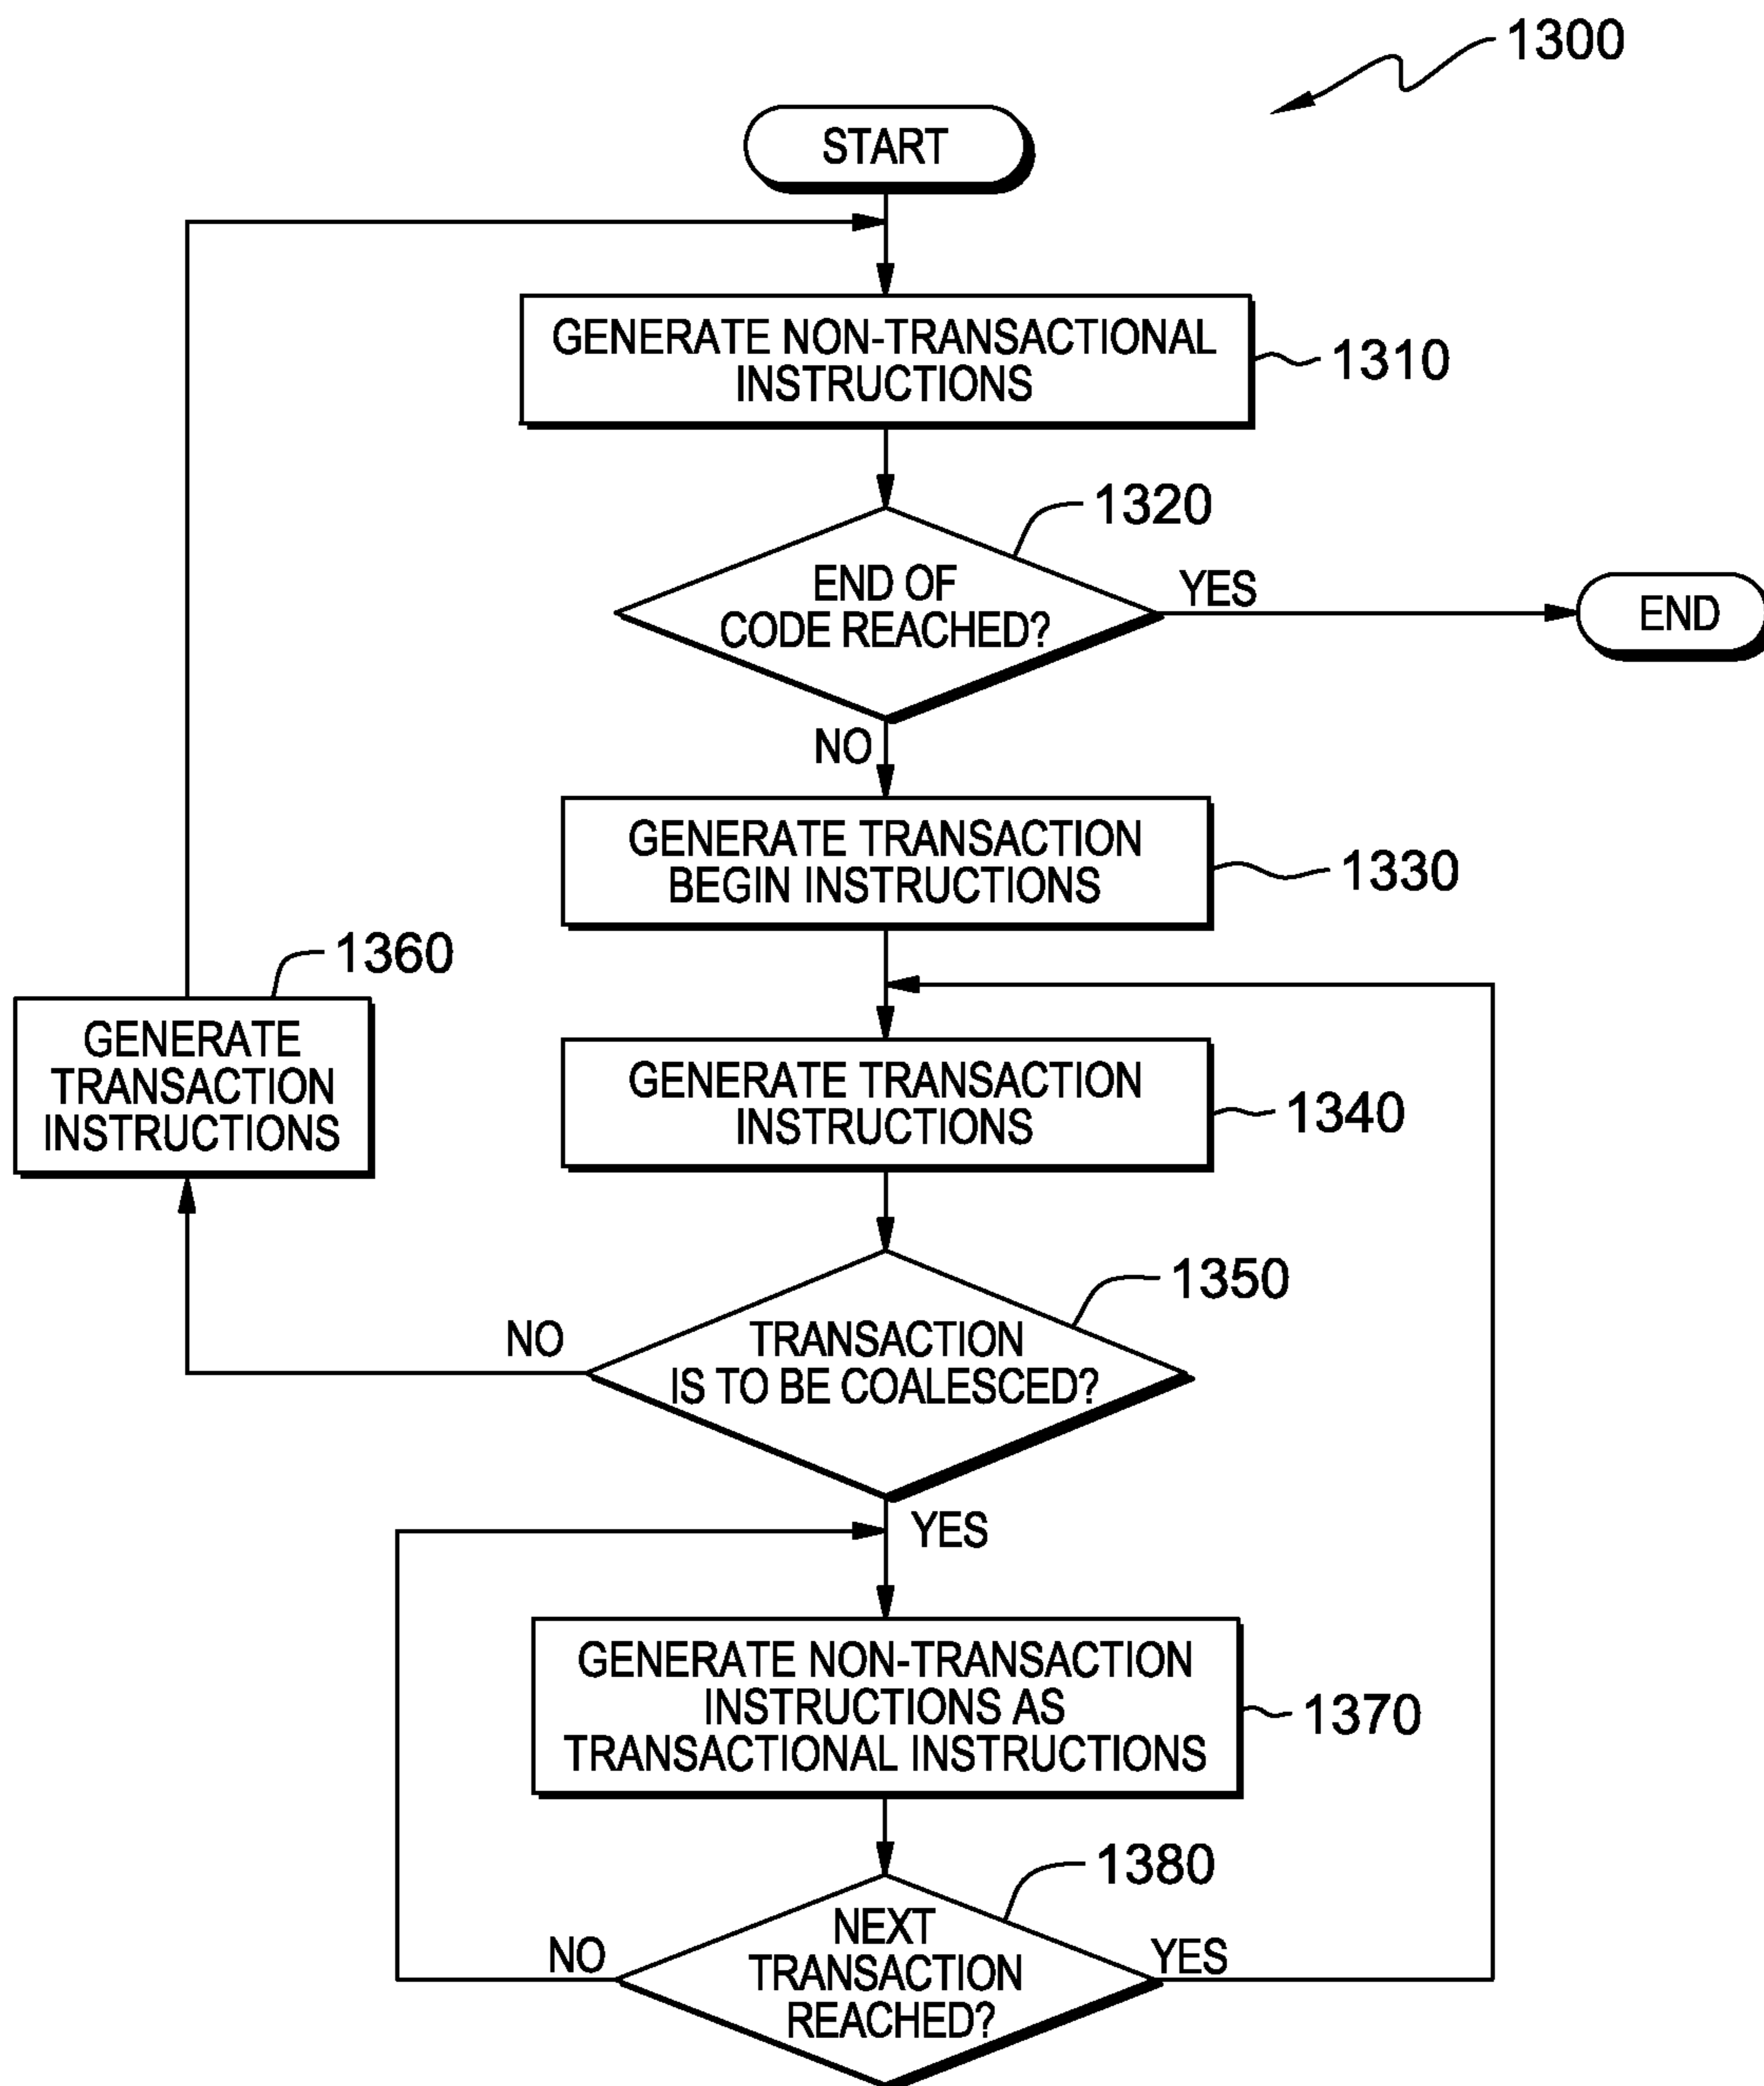 1300
START
GENERATE NON-TRANSACTIONAL
INSTRUCTIONS
1310
1320
END OF
CODE REACHED?
YES
END
NO
GENERATE TRANSACTION
BEGIN INSTRUCTIONS
1330
1360
GENERATE
TRANSACTION
INSTRUCTIONS
GENERATE TRANSACTION
INSTRUCTIONS
1340
1350
NO
TRANSACTION
IS TO BE COALESCED?
YES
GENERATE NON-TRANSACTION
INSTRUCTIONS AS
TRANSACTIONAL INSTRUCTIONS
1370
1380
NO
NEXT
TRANSACTION
REACHED?
YES